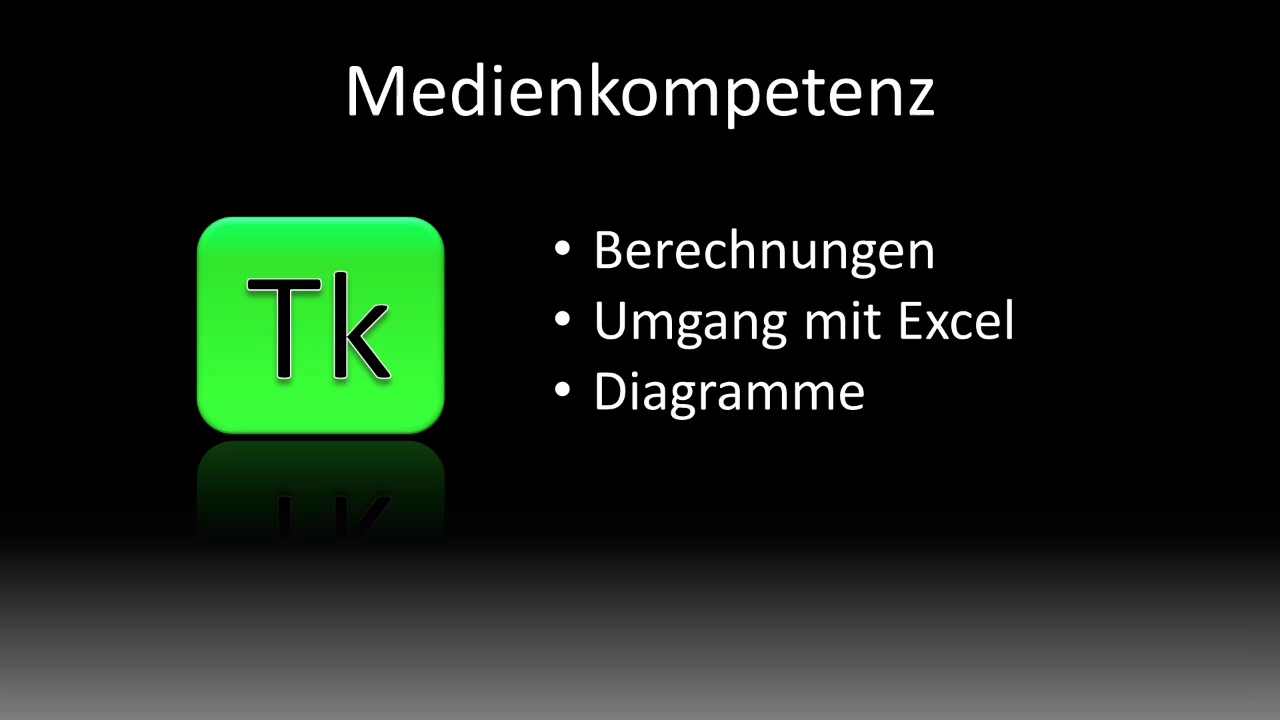 Medienkompetenz
Tk
• Berechnungen
• Umgang mit Excel
• Diagramme